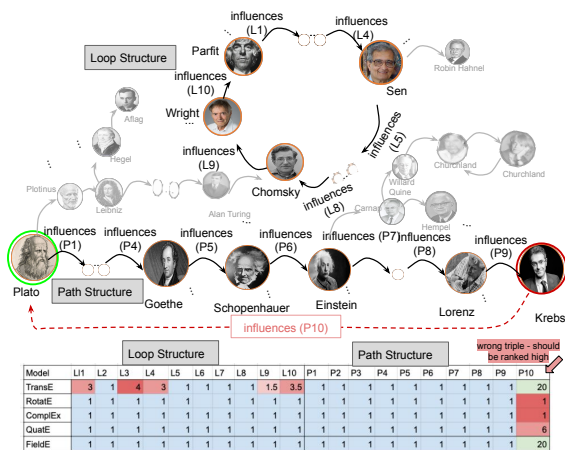 influences
(L1)
influences
(L4)
Parfit
Loop Structure
Sen
Robin Hahnel
influences
(L10)
Wright
Aflag
influences
(L5)
Hegel
influences
(L9)
Chomsky
influences
(L8)
Churchland
Churchland
Willard
Quine
Plotinus
Leibniz
Alan Turing
Carnap
Hempel
influences
(P1)
influences
(P4)
influences
(P5)
influences
(P6)
influences (P7)
influences
(P8)
influences
(P9)
Plato
Path Structure
Goethe
Schopenhauer
Einstein
Lorenz
Krebs
influences (P10)
wrong triple - should
be ranked high
Loop Structure Path Structure
Model LI1 L2 L3 L4 L5 L6 L7 L8 L9 L10 P1 P2 P3 P4 P5 P6 P7 P8 P9 P10
TransE 3 1 4 3 1 1 1 1 1.5 3.5 1 1 1 1 1 1 1 1 1 20
RotatE 1 1 1 1 1 1 1 1 1 1 1 1 1 1 1 1 1 1 1 1
ComplEx 1 1 1 1 1 1 1 1 1 1 1 1 1 1 1 1 1 1 1 1
QuatE 1 1 1 1 1 1 1 1 1 1 1 1 1 1 1 1 1 1 1 6
FieldE 1 1 1 1 1 1 1 1 1 1 1 1 1 1 1 1 1 1 1 20